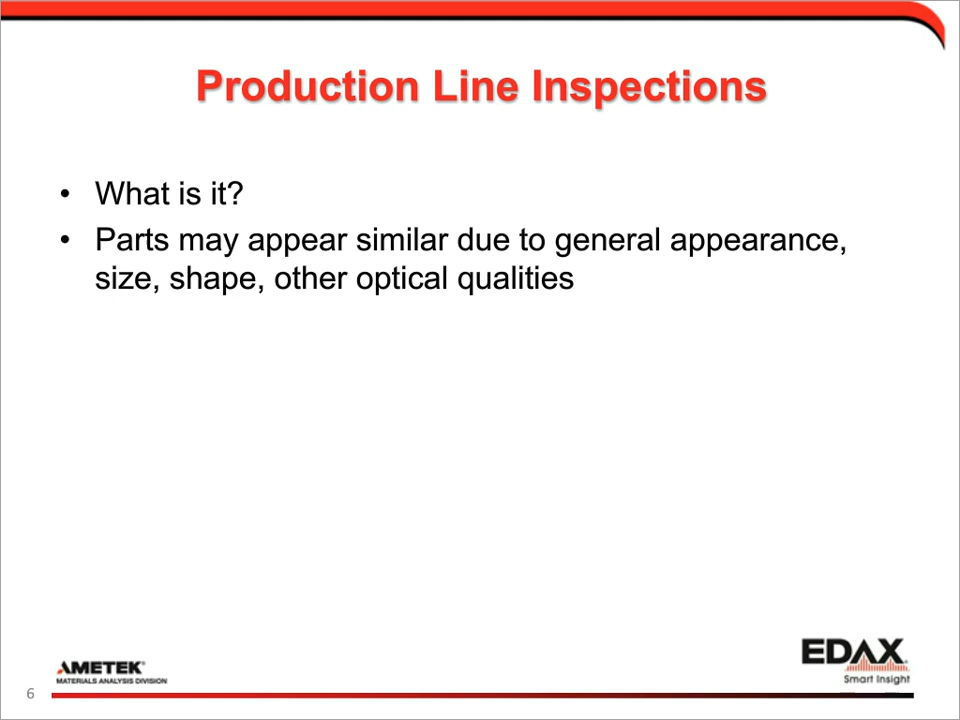 Production Line Inspections
• What is it?
• Parts may appear similar due to general appearance,
size, shape, other optical qualities
AMETEK®
MATERIALS ANALYSIS DIVISION
EDAX
Smart Insight
6